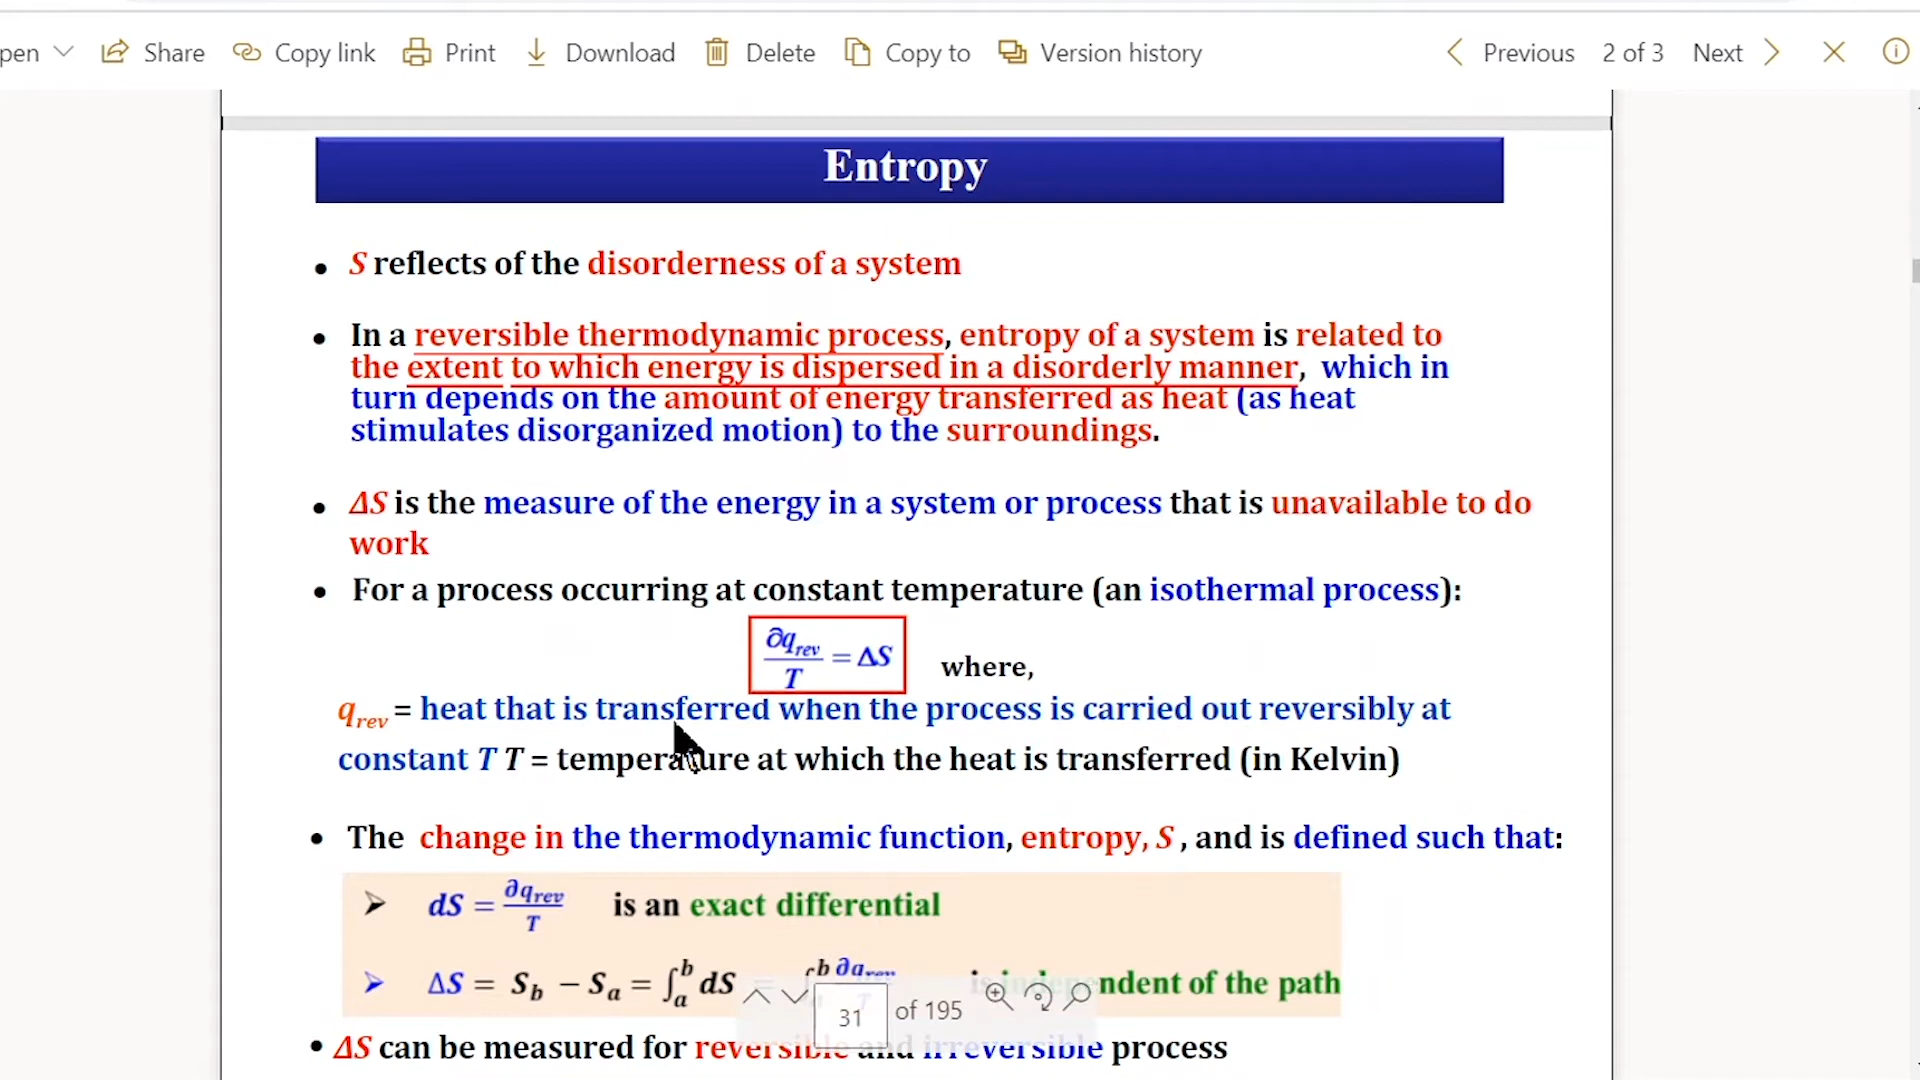 pen Share Copy link Print Download Delete Copy to Version history Previous 2 of 3 Next
Entropy
• S reflects of the disorderness of a system
• In a reversible thermodynamic process, entropy of a system is related to
the extent to which energy is dispersed in a disorderly manner, which in
turn depends on the amount of energy transferred as heat (as heat
stimulates disorganized motion) to the surroundings.
• ΔS is the measure of the energy in a system or process that is unavailable to do
work
• For a process occurring at constant temperature (an isothermal process):
∂q_rev / T = ΔS where,
q_rev = heat that is transferred when the process is carried out reversibly at
constant T T = temperature at which the heat is transferred (in Kelvin)
• The change in the thermodynamic function, entropy, S , and is defined such that:
➢ dS = ∂q_rev / T is an exact differential
➢ ΔS = S_b − S_a = ∫_a^b dS = ∫_a^b ∂q_rev / T is independent of the path
31 of 195
• ΔS can be measured for reversible and irreversible process